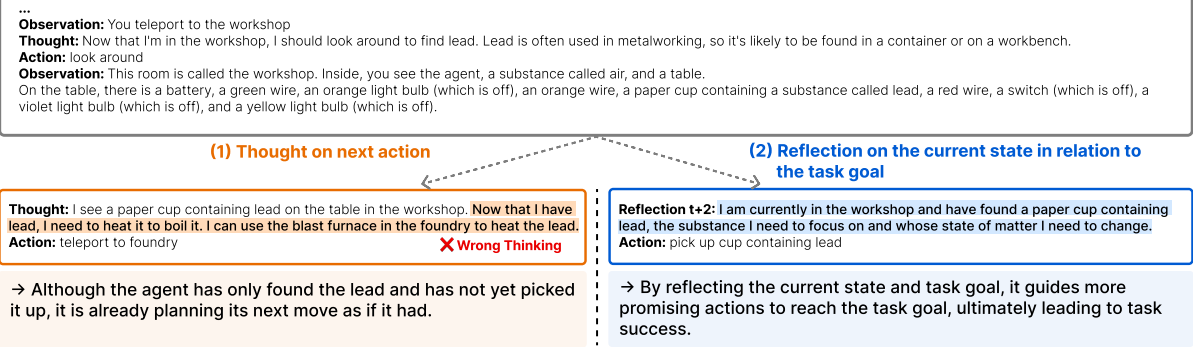 ...
Observation: You teleport to the workshop
Thought: Now that I'm in the workshop, I should look around to find lead. Lead is often used in metalworking, so it's likely to be found in a container or on a workbench.
Action: look around
Observation: This room is called the workshop. Inside, you see the agent, a substance called air, and a table.
On the table, there is a battery, a green wire, an orange light bulb (which is off), an orange wire, a paper cup containing a substance called lead, a red wire, a switch (which is off), a
violet light bulb (which is off), and a yellow light bulb (which is off).
(1) Thought on next action
Thought: I see a paper cup containing lead on the table in the workshop. Now that I have
lead, I need to heat it to boil it. I can use the blast furnace in the foundry to heat the lead.
Action: teleport to foundry
❌ Wrong Thinking
→ Although the agent has only found the lead and has not yet picked
it up, it is already planning its next move as if it had.
(2) Reflection on the current state in relation to
the task goal
Reflection t+2: I am currently in the workshop and have found a paper cup containing
lead, the substance I need to focus on and whose state of matter I need to change.
Action: pick up cup containing lead
→ By reflecting the current state and task goal, it guides more
promising actions to reach the task goal, ultimately leading to task
success.